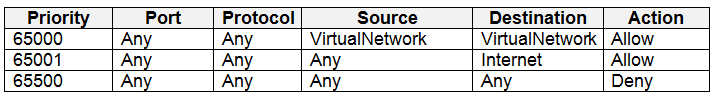 Priority Port Protocol Source Destination Action
65000 Any Any VirtualNetwork VirtualNetwork Allow
65001 Any Any Any Internet Allow
65500 Any Any Any Any Deny